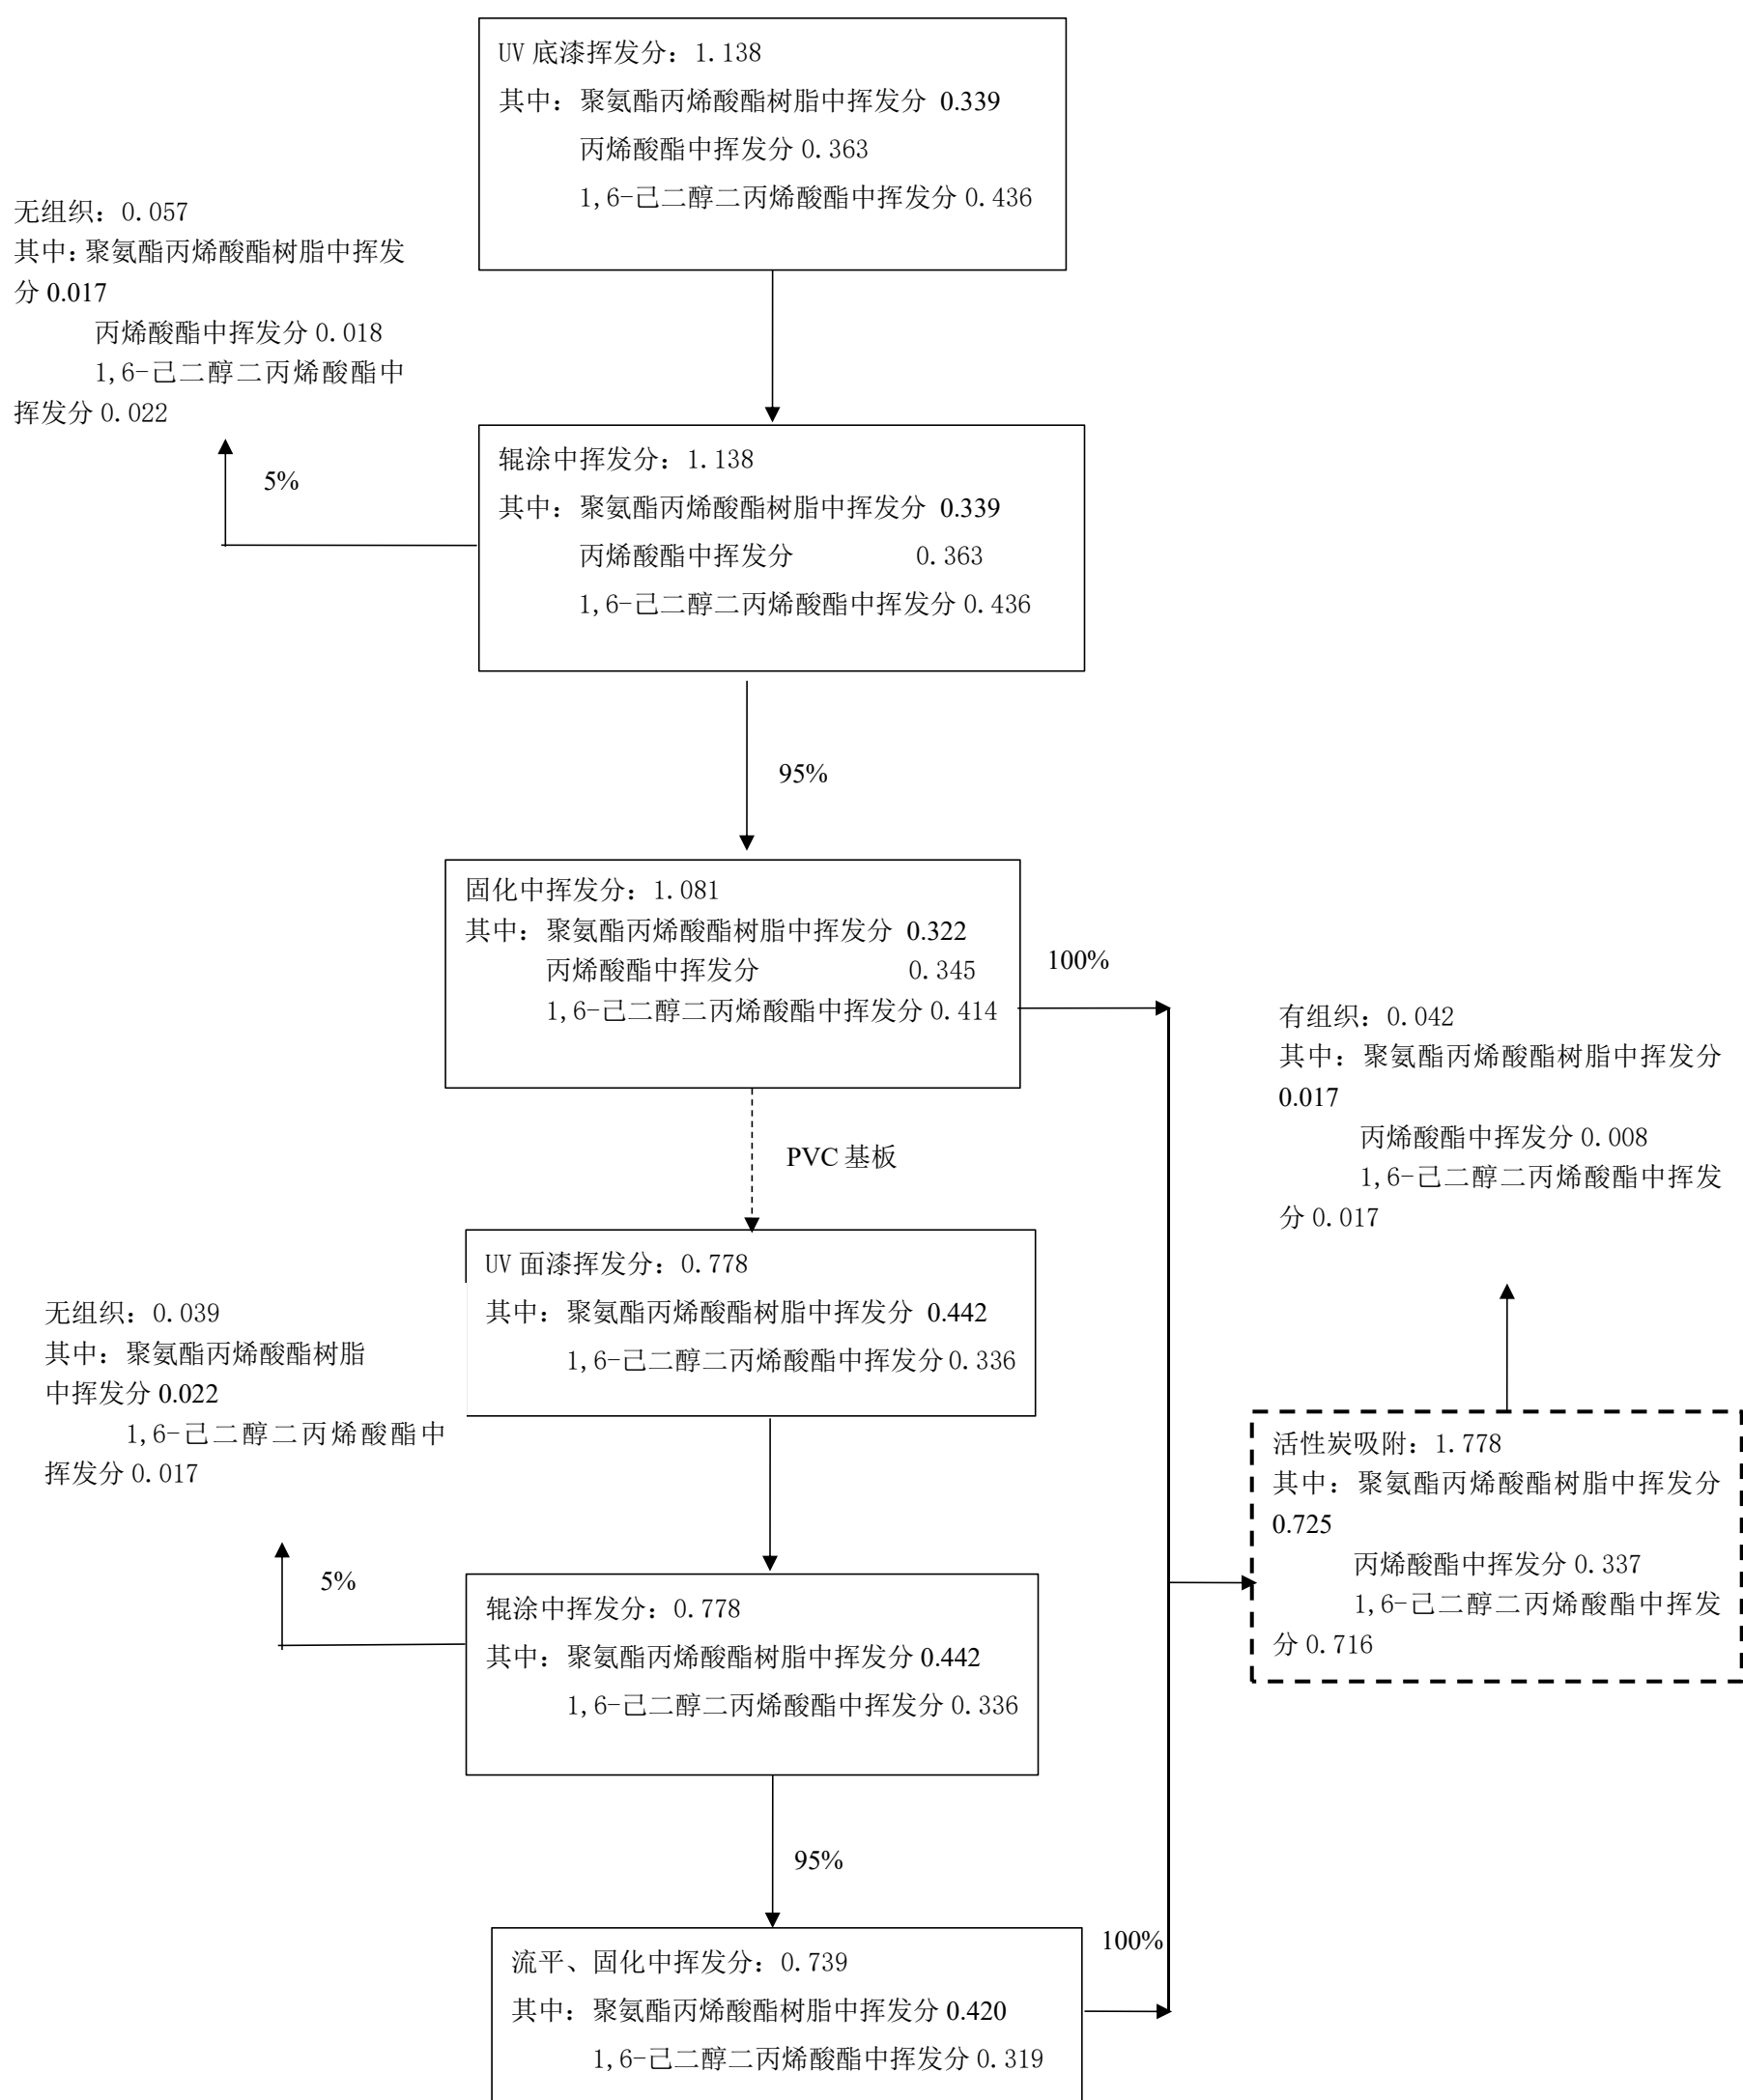 UV 底漆挥发分：1.138
其中：聚氨酯丙烯酸酯树脂中挥发分 0.339
丙烯酸酯中挥发分 0.363
1,6-己二醇二丙烯酸酯中挥发分 0.436
无组织：0.057
其中：聚氨酯丙烯酸酯树脂中挥发
分 0.017
丙烯酸酯中挥发分 0.018
1,6-己二醇二丙烯酸酯中
挥发分 0.022
5%
辊涂中挥发分：1.138
其中：聚氨酯丙烯酸酯树脂中挥发分 0.339
丙烯酸酯中挥发分 0.363
1,6-己二醇二丙烯酸酯中挥发分 0.436
95%
固化中挥发分：1.081
其中：聚氨酯丙烯酸酯树脂中挥发分 0.322
丙烯酸酯中挥发分 0.345
1,6-己二醇二丙烯酸酯中挥发分 0.414
100%
有组织：0.042
其中：聚氨酯丙烯酸酯树脂中挥发分
0.017
丙烯酸酯中挥发分 0.008
1,6-己二醇二丙烯酸酯中挥发
分 0.017
PVC 基板
UV 面漆挥发分：0.778
其中：聚氨酯丙烯酸酯树脂中挥发分 0.442
1,6-己二醇二丙烯酸酯中挥发分 0.336
无组织：0.039
其中：聚氨酯丙烯酸酯树脂
中挥发分 0.022
1,6-己二醇二丙烯酸酯中
挥发分 0.017
5%
活性炭吸附：1.778
其中：聚氨酯丙烯酸酯树脂中挥发分
0.725
丙烯酸酯中挥发分 0.337
1,6-己二醇二丙烯酸酯中挥发
分 0.716
辊涂中挥发分：0.778
其中：聚氨酯丙烯酸酯树脂中挥发分 0.442
1,6-己二醇二丙烯酸酯中挥发分 0.336
95%
流平、固化中挥发分：0.739
其中：聚氨酯丙烯酸酯树脂中挥发分 0.420
1,6-己二醇二丙烯酸酯中挥发分 0.319
100%